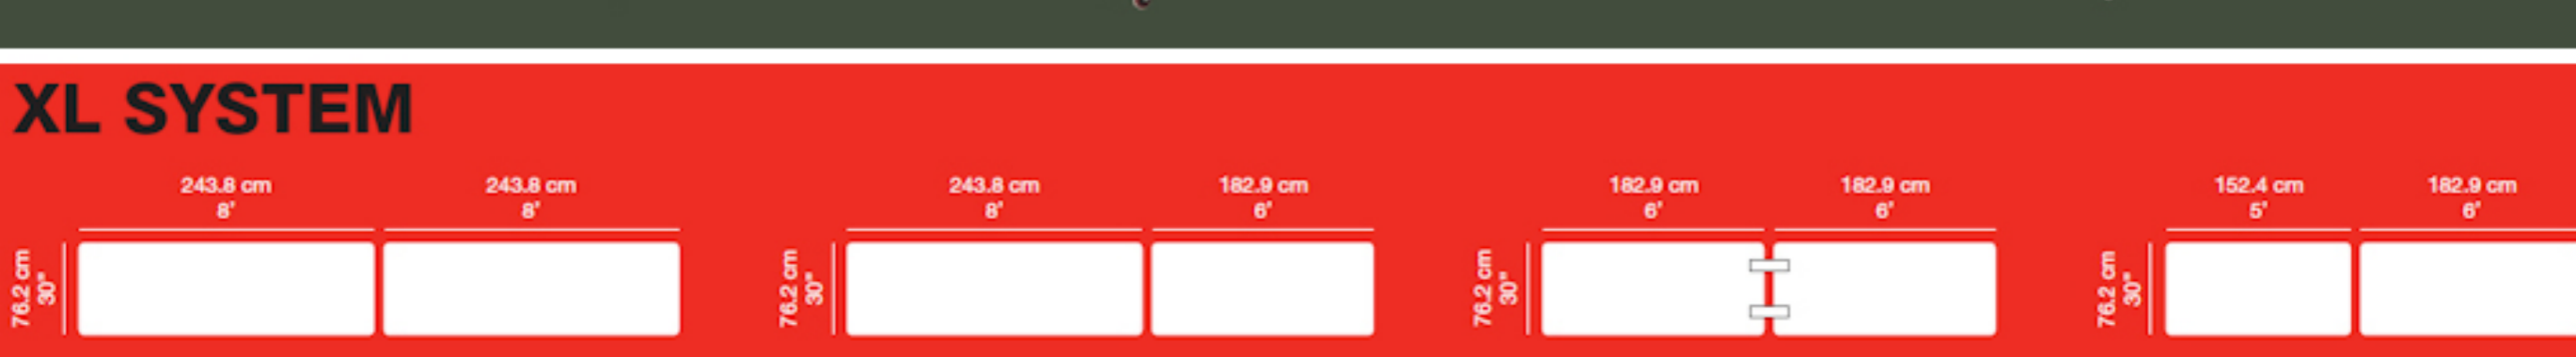 XL SYSTEM
243.8 cm
8'
243.8 cm
8'
76.2 cm
30"
243.8 cm
8'
182.9 cm
6'
76.2 cm
30"
182.9 cm
6'
182.9 cm
6'
76.2 cm
30"
152.4 cm
5'
182.9 cm
6'
76.2 cm
30"